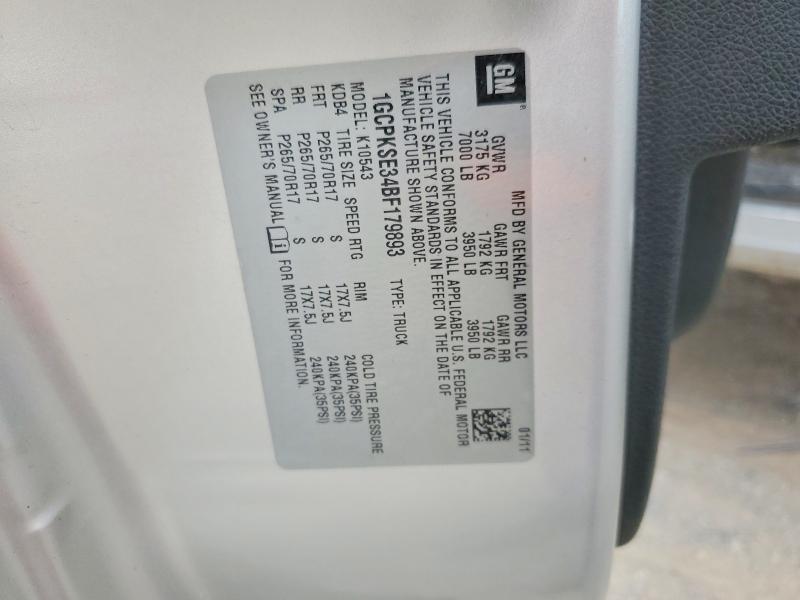 GM ®
MFD BY GENERAL MOTORS LLC 01/11
GVWR GAWR FRT GAWR RR
3175 KG 1792 KG 1792 KG
7000 LB 3950 LB 3950 LB
THIS VEHICLE CONFORMS TO ALL APPLICABLE U.S. FEDERAL MOTOR
VEHICLE SAFETY STANDARDS IN EFFECT ON THE DATE OF
MANUFACTURE SHOWN ABOVE.
1GCPKSE34BF179893 TYPE: TRUCK
MODEL: K10543
KDB4 TIRE SIZE SPEED RTG RIM COLD TIRE PRESSURE
FRT P265/70R17 S 17X7.5J 240KPA(35PSI)
RR P265/70R17 S 17X7.5J 240KPA(35PSI)
SPA P265/70R17 S 17X7.5J 240KPA(35PSI)
SEE OWNER'S MANUAL i FOR MORE INFORMATION.